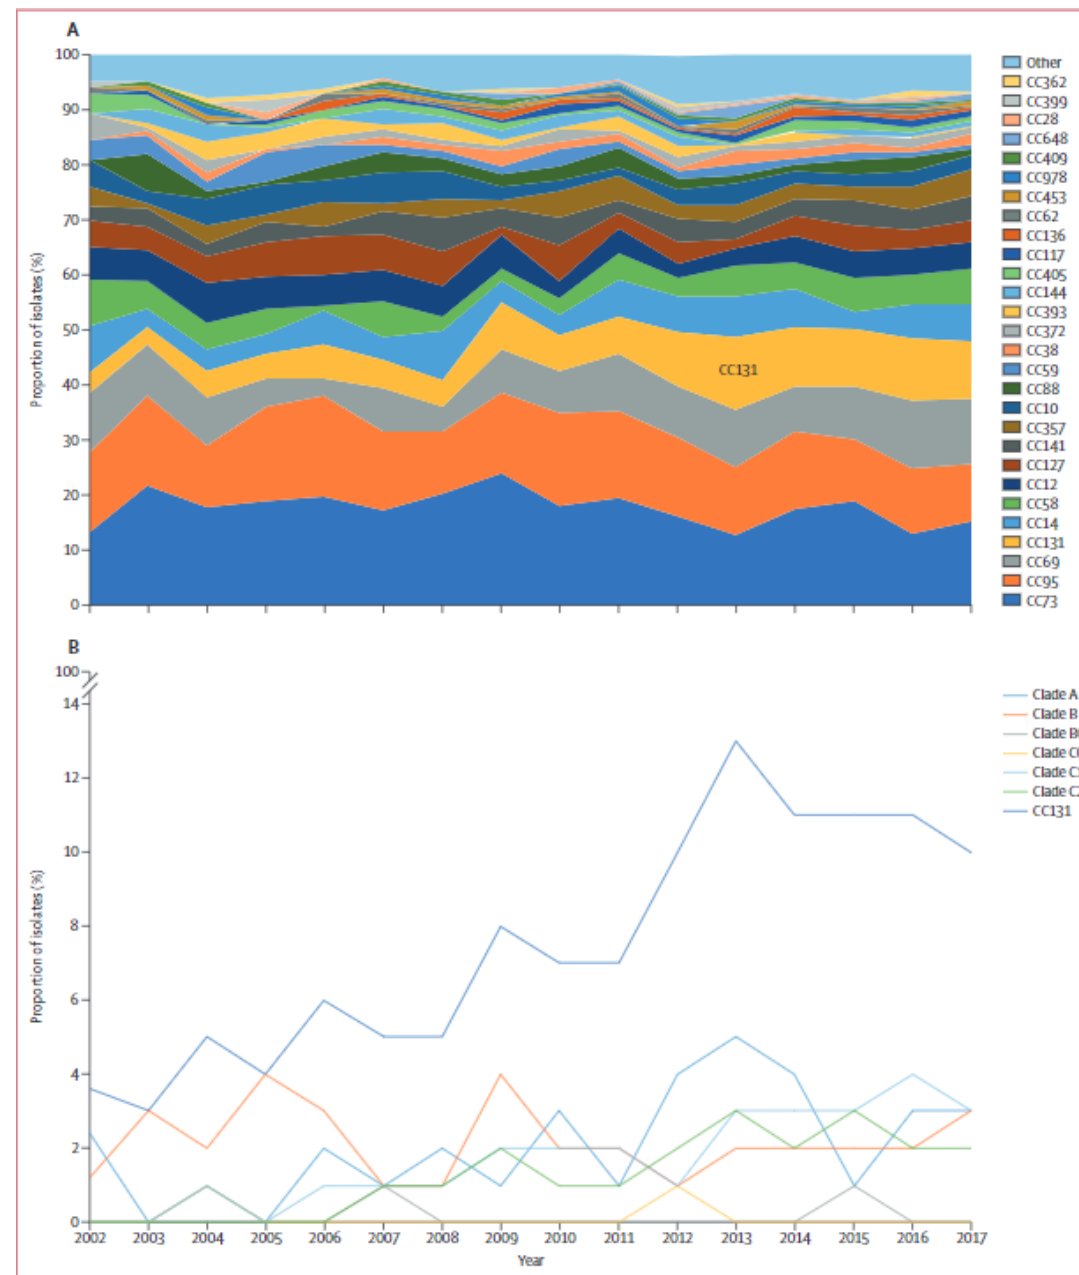 A
100
90
80
70
60
50
40
30
20
10
0
Proportion of isolates (%)
CC131
Other
CC362
CC399
CC28
CC648
CC409
CC978
CC453
CC62
CC136
CC117
CC405
CC144
CC393
CC372
CC38
CC59
CC88
CC10
CC357
CC141
CC127
CC12
CC58
CC14
CC131
CC69
CC95
CC73
B
100
14
12
10
8
6
4
2
0
Proportion of isolates (%)
2002 2003 2004 2005 2006 2007 2008 2009 2010 2011 2012 2013 2014 2015 2016 2017
Year
Clade A
Clade B
Clade
Clade
Clade
Clade
CC131